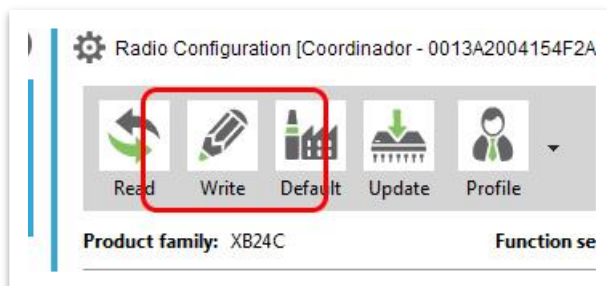 Radio Configuration [Coordinador - 0013A2004154F2A
Read Write Default Update Profile
Product family: XB24C Function se